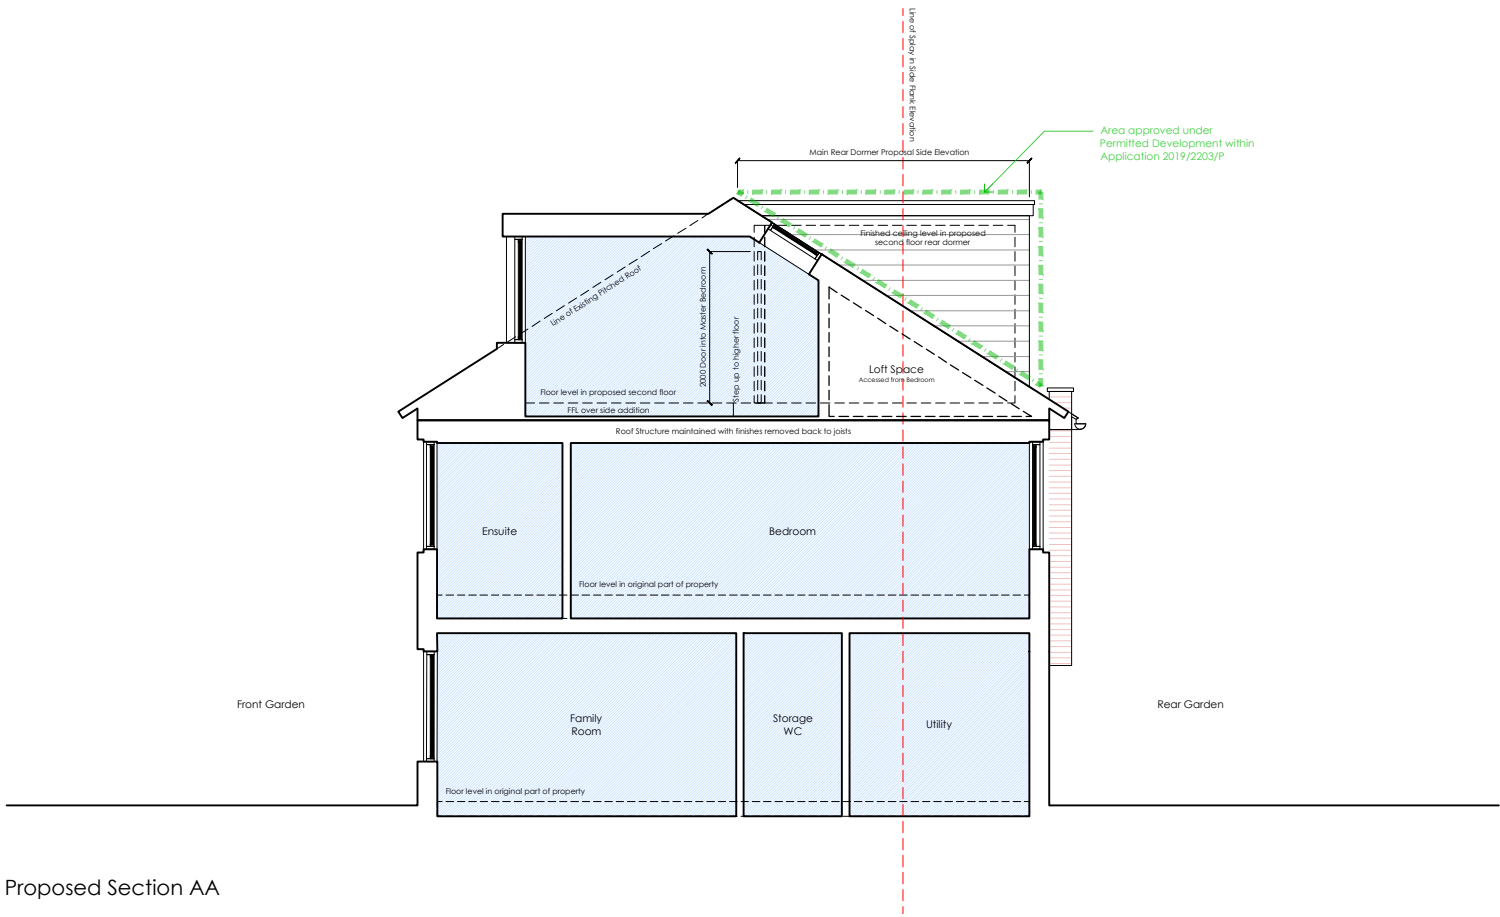 Line of Splay in Side Flank Elevation
Area approved under
Permitted Development within
Application 2019/2203/P
Main Rear Dormer Proposal Side Elevation
Finished ceiling level in proposed
second floor rear dormer
Line of Existing Pitched Roof
2000 Door into Master Bedroom
Step up to higher floor
Loft Space
Accessed from Bedroom
Floor level in proposed second floor
FFL over side addition
Roof Structure maintained with finishes removed back to joists
Ensuite
Bedroom
Floor level in original part of property
Front Garden
Family
Room
Storage
WC
Utility
Rear Garden
Floor level in original part of property
Proposed Section AA